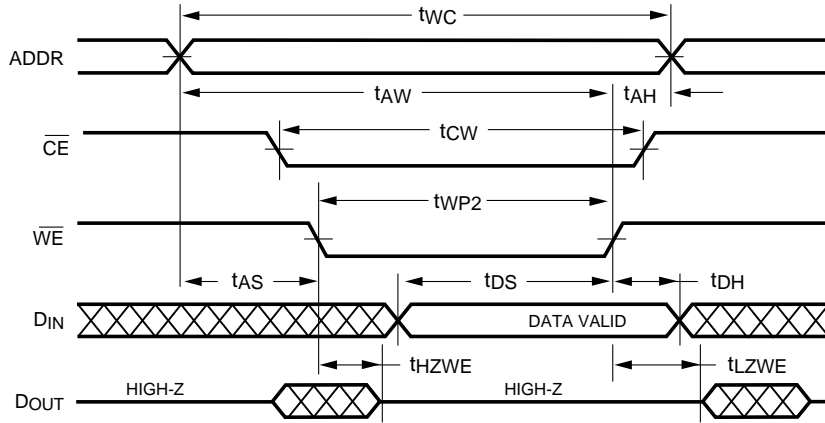 tWC
ADDR
tAW
tAH
CE
tCW
WE
tWP2
tAS
tDS
tDH
DIN
DATA VALID
tHZWE
tLZWE
DOUT
HIGH-Z
HIGH-Z